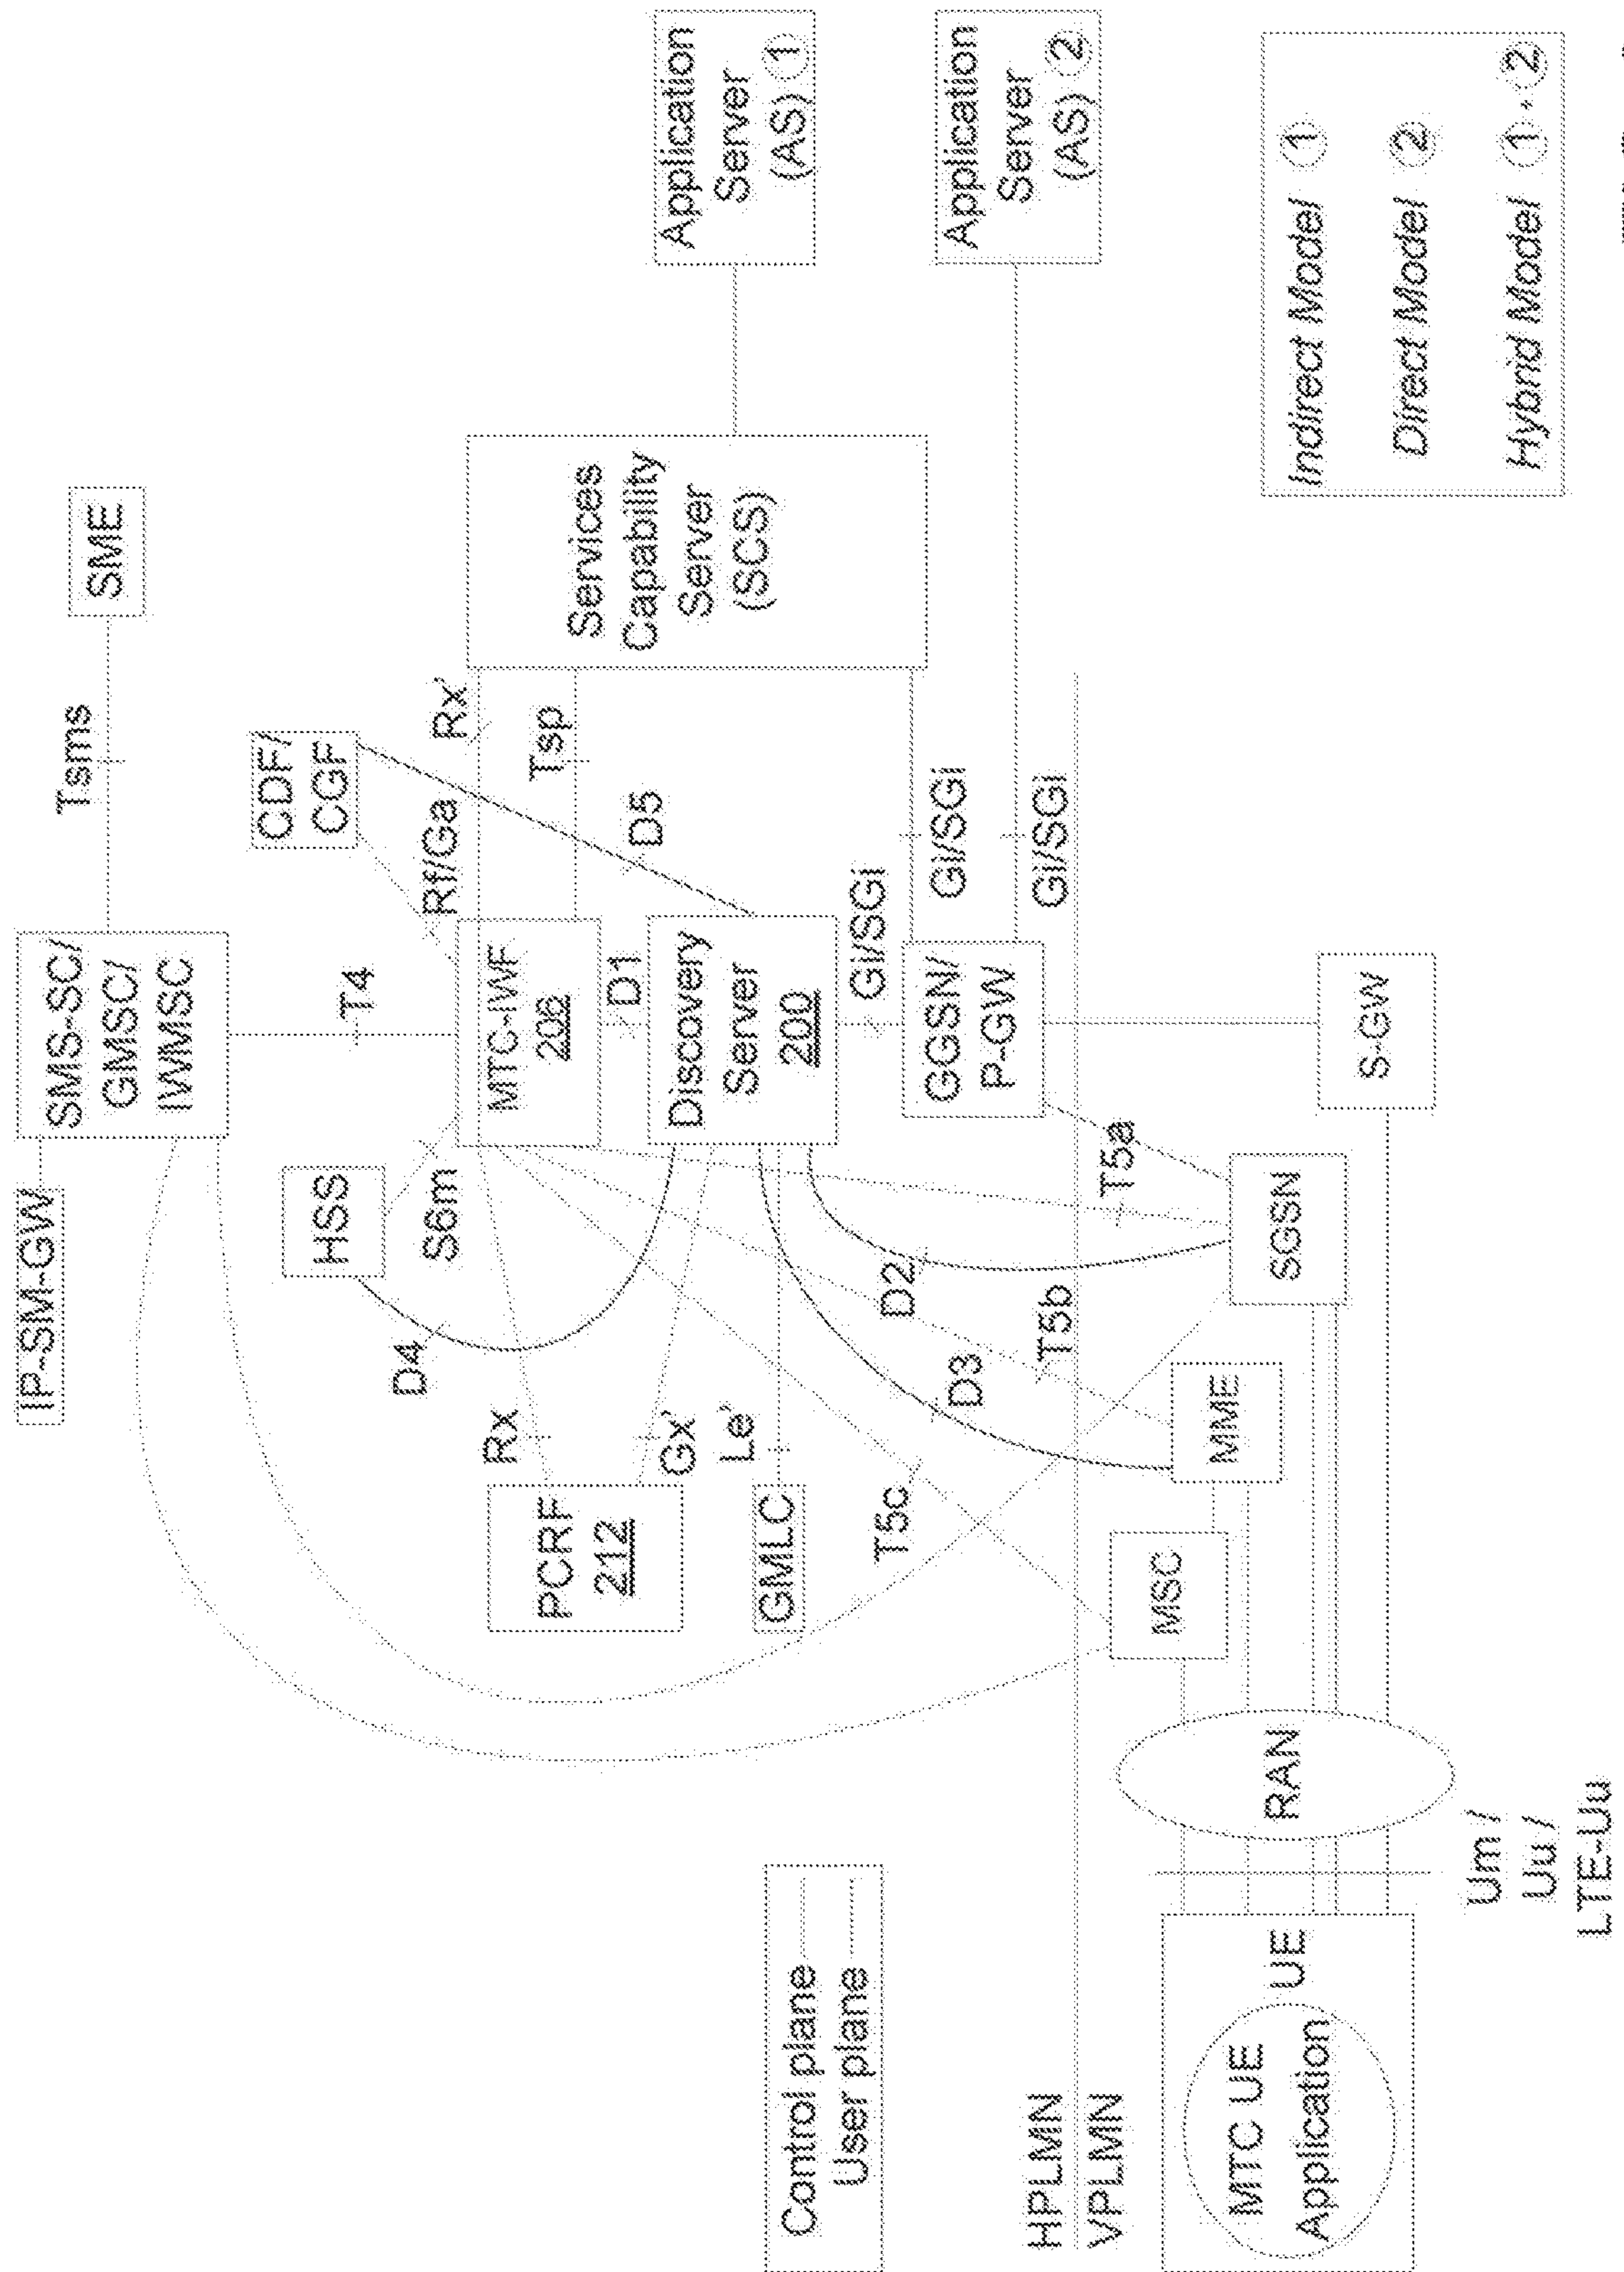 IP-SM-GW
SMS-SC/
GMSC/
IWMSC
Tsms
SME
HSS
T4
CDF/
CGF
S6m
Rf/Ga
Rx'
D4
MTC-IWF
206
Tsp
Services
Capability
Server
(SCS)
Application
Server
(AS) 1
Rx
PCRF
212
Gx'
D1
D5
Le'
GMLC
Discovery
Server
200
Control plane
User plane
Gi/SGi
T5c
D2
D3
GGSN/
P-GW
Gi/SGi
Gi/SGi
Application
Server
(AS) 2
T5b
T5a
HPLMN
VPLMN
MTC UE
Application
UE
RAN
MSC
MME
SGSN
S-GW
Um /
Uu /
LTE-Uu
Indirect Model 1
Direct Model 2
Hybrid Model 1 + 2